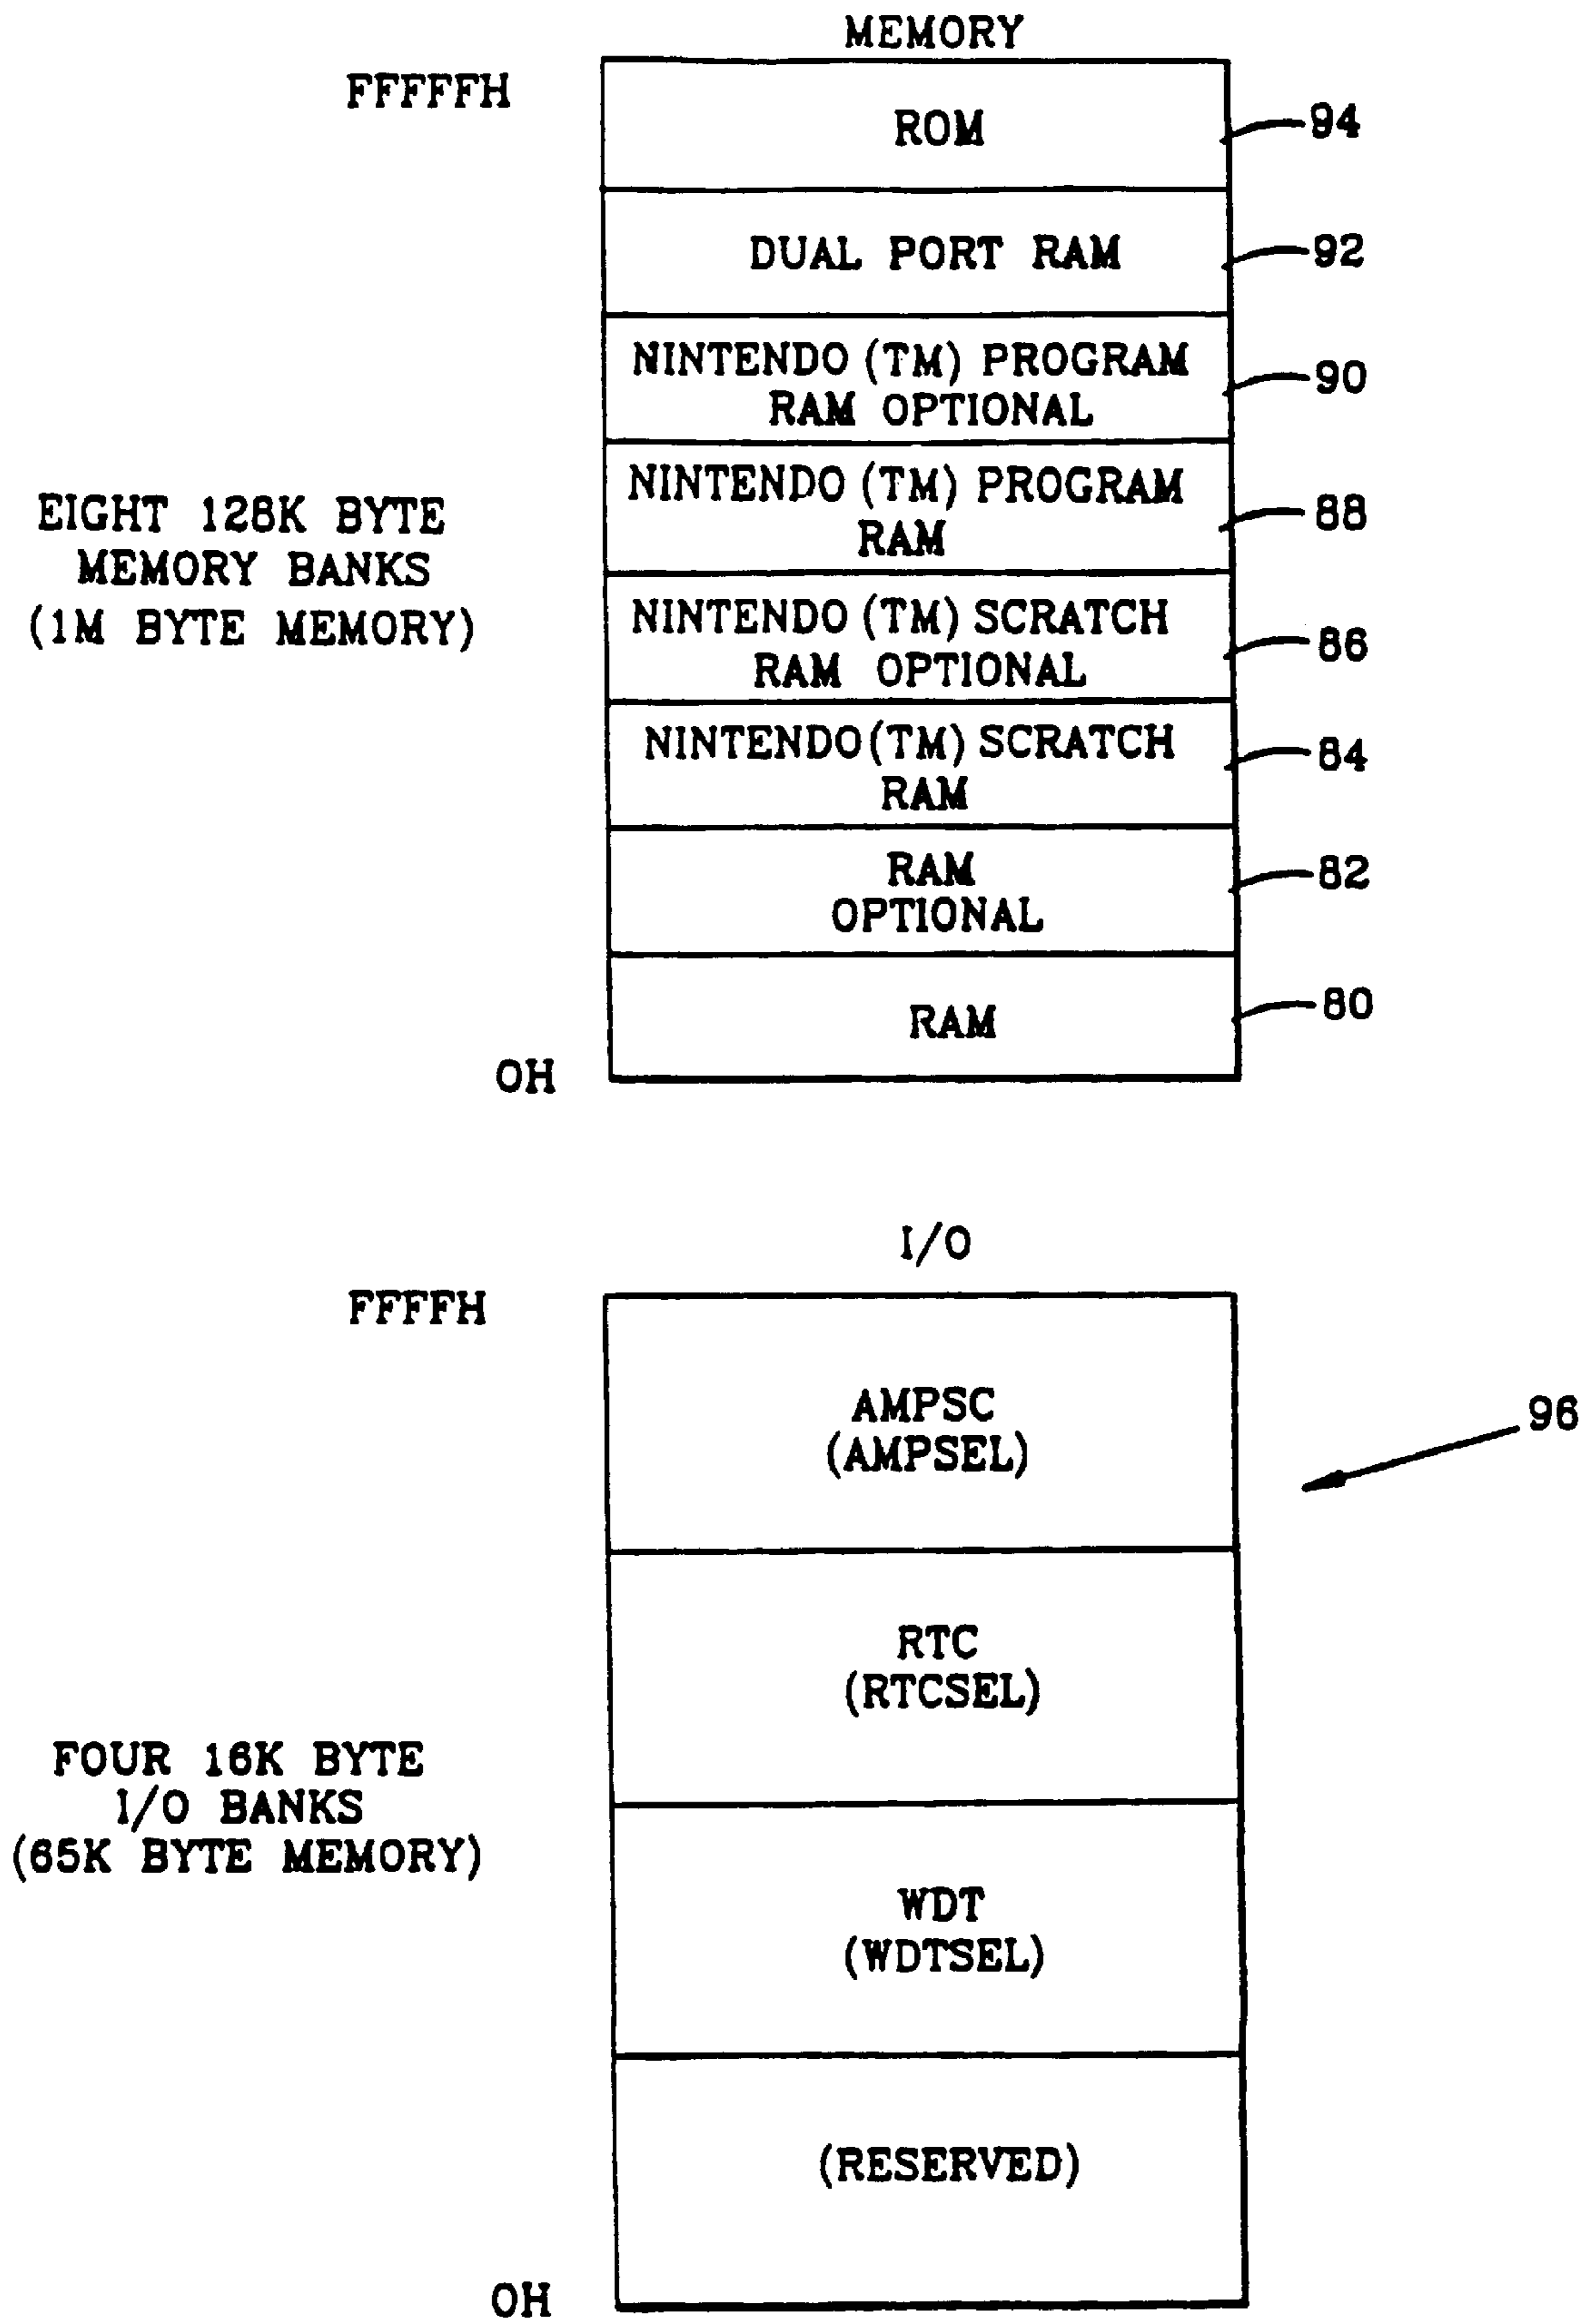 MEMORY
FFFFFH
ROM
94
DUAL PORT RAM
92
NINTENDO (TM) PROGRAM
RAM OPTIONAL
90
NINTENDO (TM) PROGRAM
RAM
88
EIGHT 128K BYTE
MEMORY BANKS
(1M BYTE MEMORY)
NINTENDO (TM) SCRATCH
RAM OPTIONAL
86
NINTENDO (TM) SCRATCH
RAM
84
RAM
OPTIONAL
82
RAM
80
OH
I/O
FFFFH
AMPSC
(AMPSEL)
96
RTC
(RTCSEL)
FOUR 16K BYTE
I/O BANKS
(65K BYTE MEMORY)
WDT
(WDTSEL)
(RESERVED)
OH